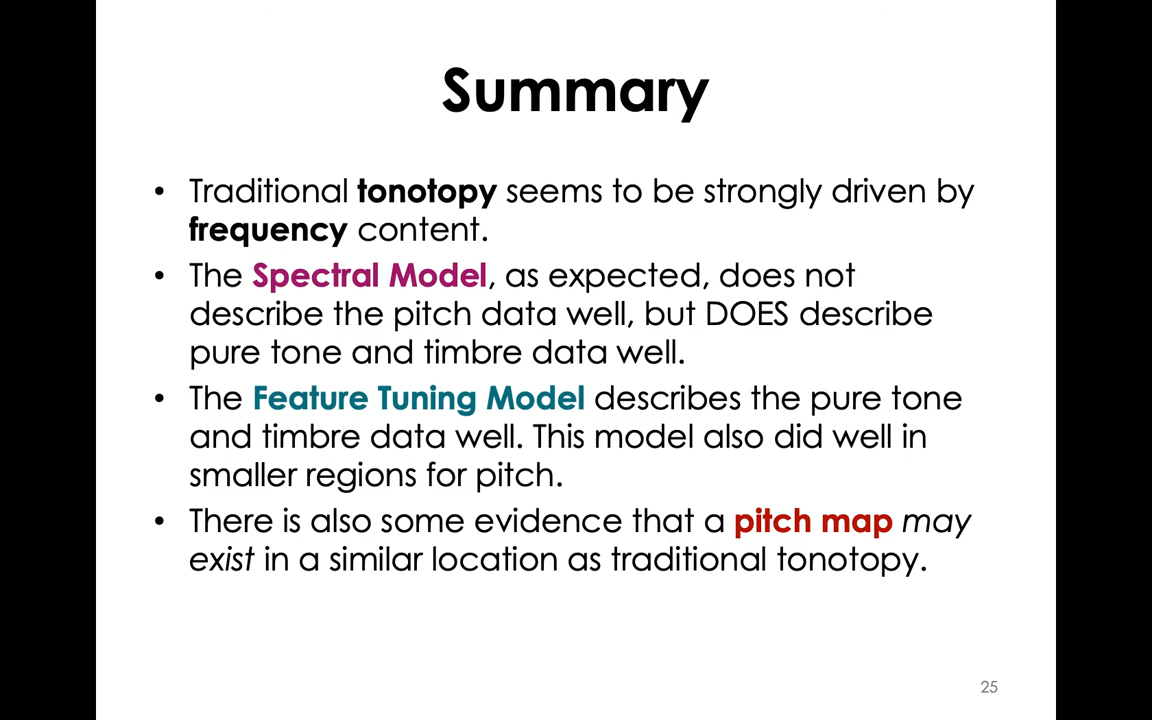 Summary
• Traditional tonotopy seems to be strongly driven by
frequency content.
• The Spectral Model, as expected, does not
describe the pitch data well, but DOES describe
pure tone and timbre data well.
• The Feature Tuning Model describes the pure tone
and timbre data well. This model also did well in
smaller regions for pitch.
• There is also some evidence that a pitch map may
exist in a similar location as traditional tonotopy.
25